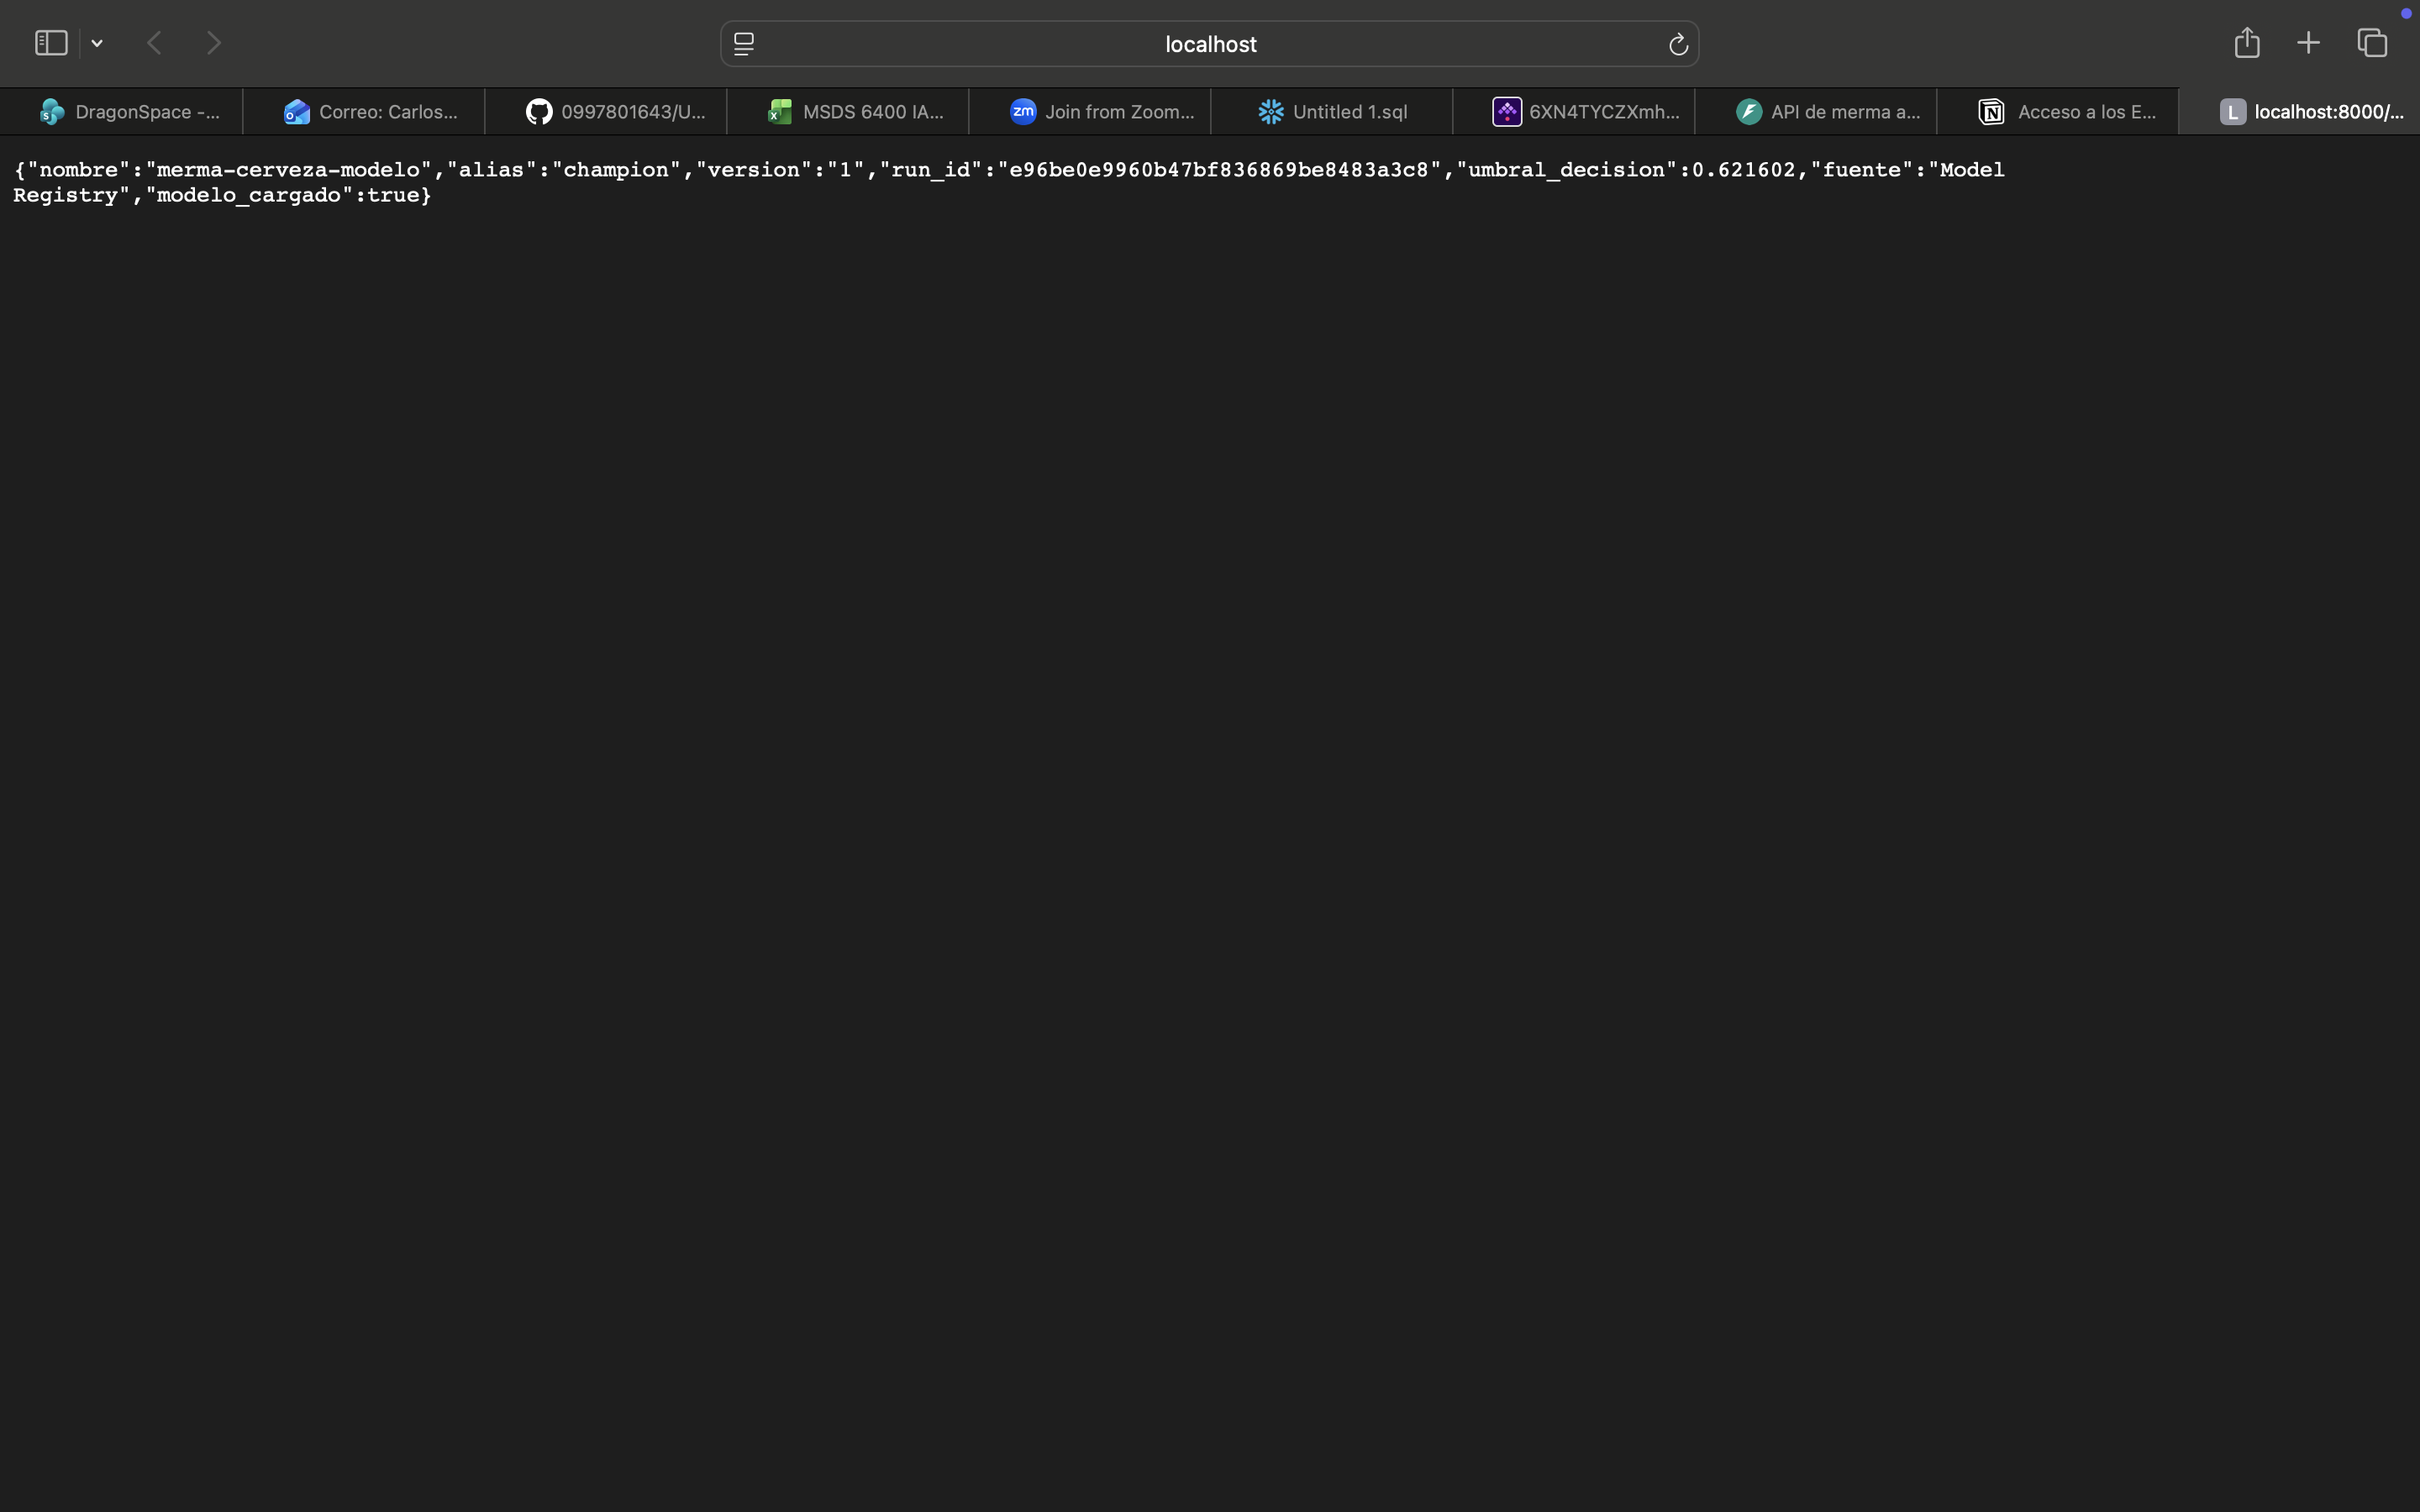 localhost
DragonSpace -...
Correo: Carlos...
0997801643/U...
MSDS 6400 IA...
zm Join from Zoom...
Untitled 1.sql
6XN4TYCZXmh...
API de merma a...
Acceso a los E...
L localhost:8000/...
{"nombre":"merma-cerveza-modelo","alias":"champion","version":"1","run_id":"e96be0e9960b47bf836869be8483a3c8","umbral_decision":0.621602,"fuente":"Model
Registry","modelo_cargado":true}